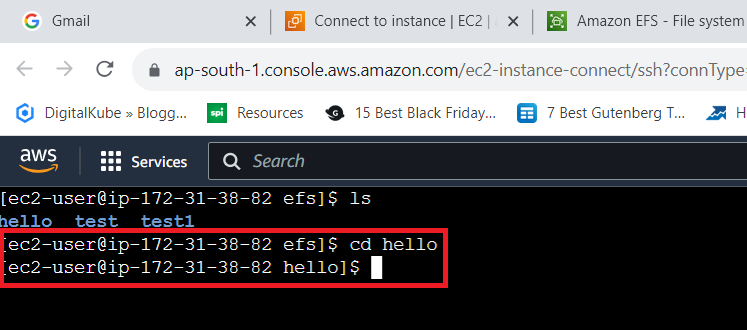 Gmail
Connect to instance | EC2 |
Amazon EFS - File system
ap-south-1.console.aws.amazon.com/ec2-instance-connect/ssh?connType=
DigitalKube » Blogg... spi Resources G 15 Best Black Friday... 7 Best Gutenberg T... H
aws Services Search
[ec2-user@ip-172-31-38-82 efs]$ ls
hello test test1
[ec2-user@ip-172-31-38-82 efs]$ cd hello
[ec2-user@ip-172-31-38-82 hello]$